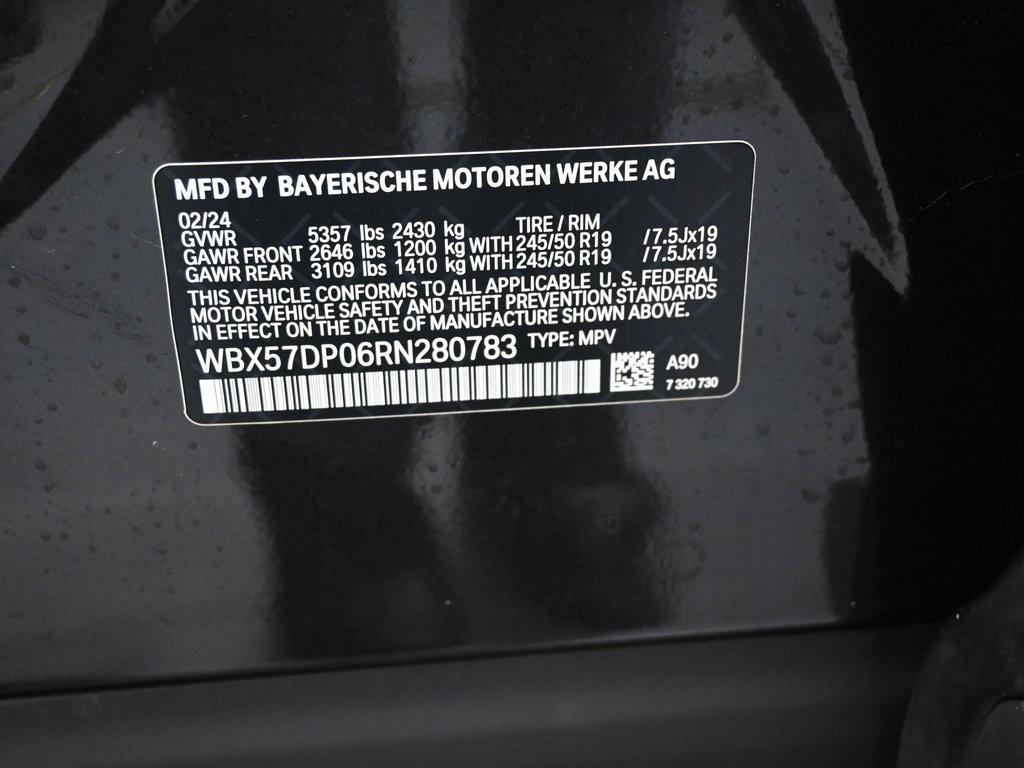 MFD BY BAYERISCHE MOTOREN WERKE AG
02/24 TIRE / RIM
GVWR 5357 lbs 2430 kg
GAWR FRONT 2646 lbs 1200 kg WITH 245/50 R19 /7.5Jx19
GAWR REAR 3109 lbs 1410 kg WITH 245/50 R19 /7.5Jx19
THIS VEHICLE CONFORMS TO ALL APPLICABLE U. S. FEDERAL
MOTOR VEHICLE SAFETY AND THEFT PREVENTION STANDARDS
IN EFFECT ON THE DATE OF MANUFACTURE SHOWN ABOVE.
WBX57DP06RN280783 TYPE: MPV
A90
7 320 730